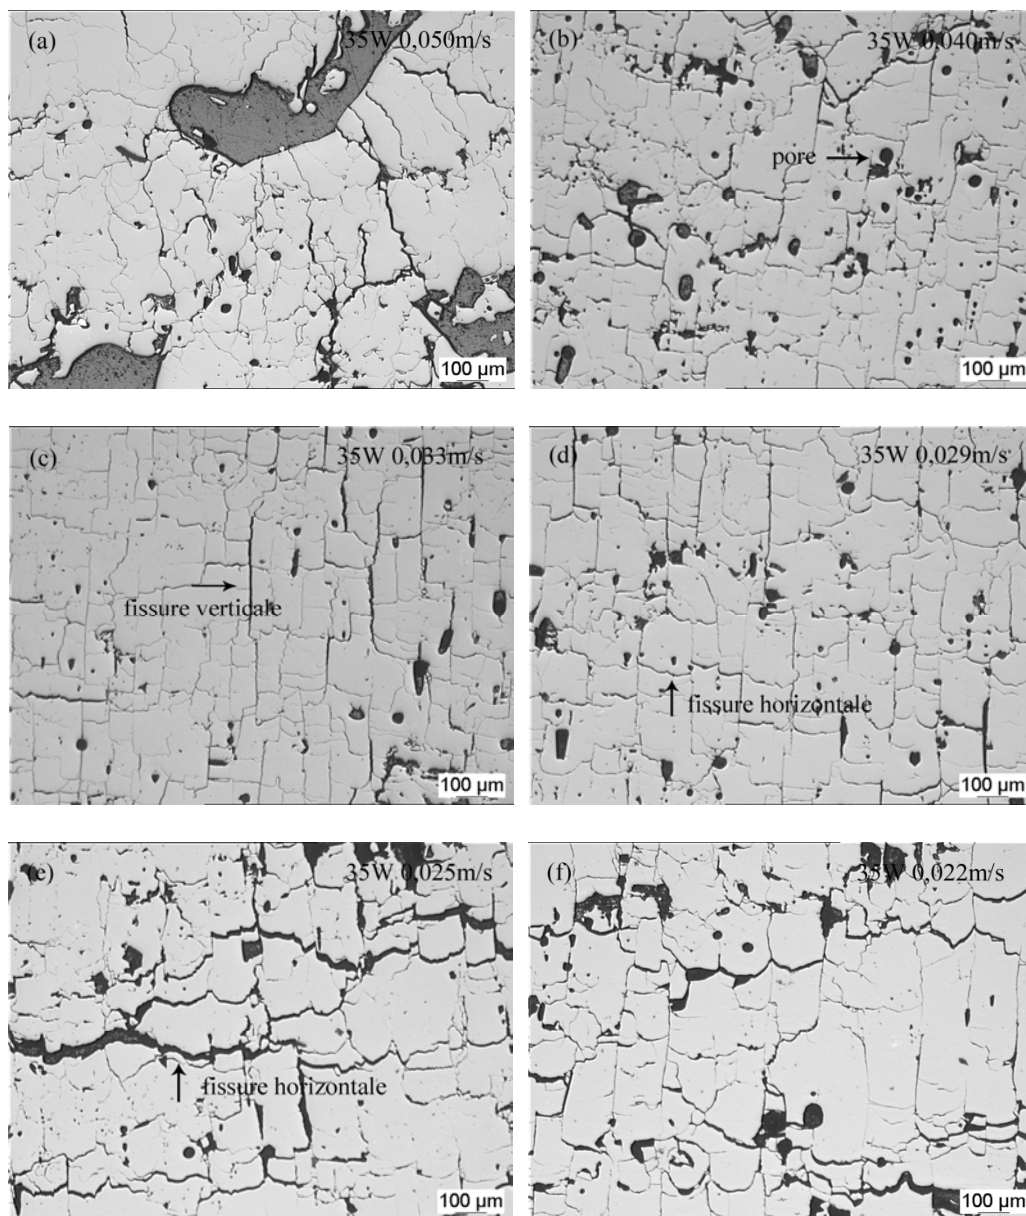 (a) 35W 0,050m/s
100 µm
(b) 35W 0,040m/s
pore
100 µm
(c) 35W 0,033m/s
fissure verticale
100 µm
(d) 35W 0,029m/s
fissure horizontale
100 µm
(e) 35W 0,025m/s
fissure horizontale
100 µm
(f) 35W 0,022m/s
100 µm